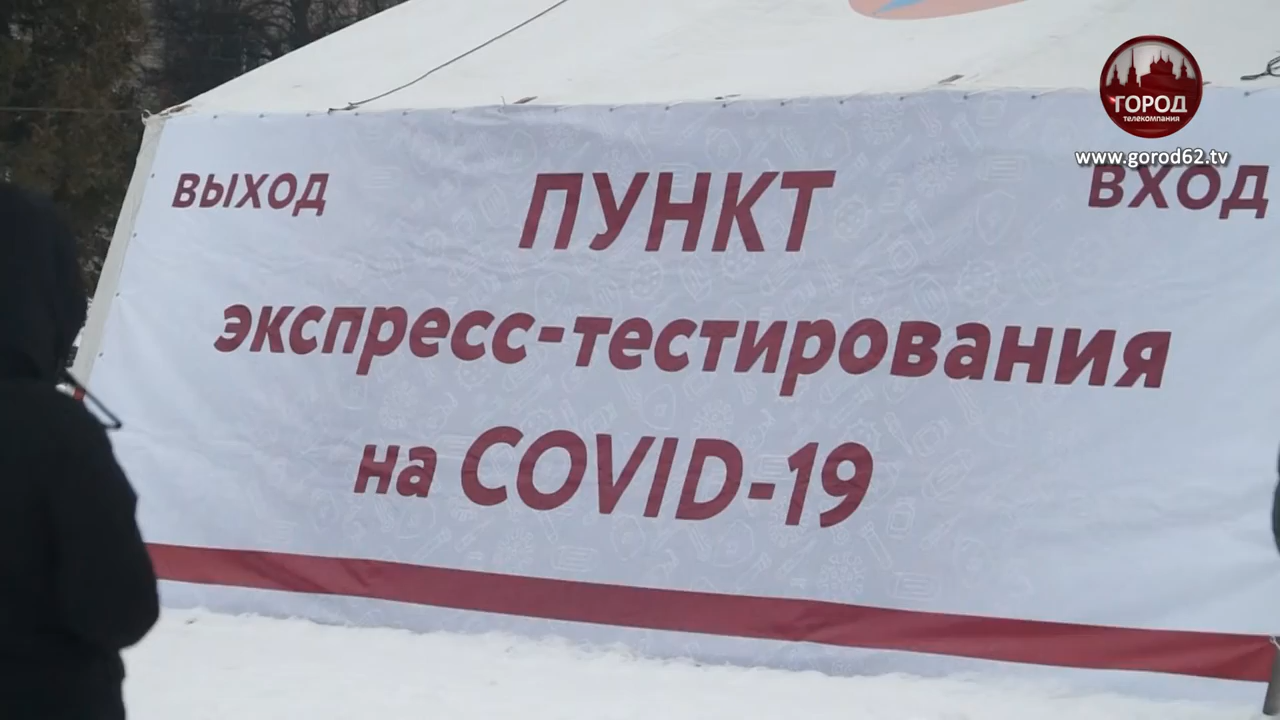 ГОРОД
телекомпания
www.gorod62.tv
ВЫХОД
ПУНКТ
ВХОД
экспресс-тестирования
на COVID-19